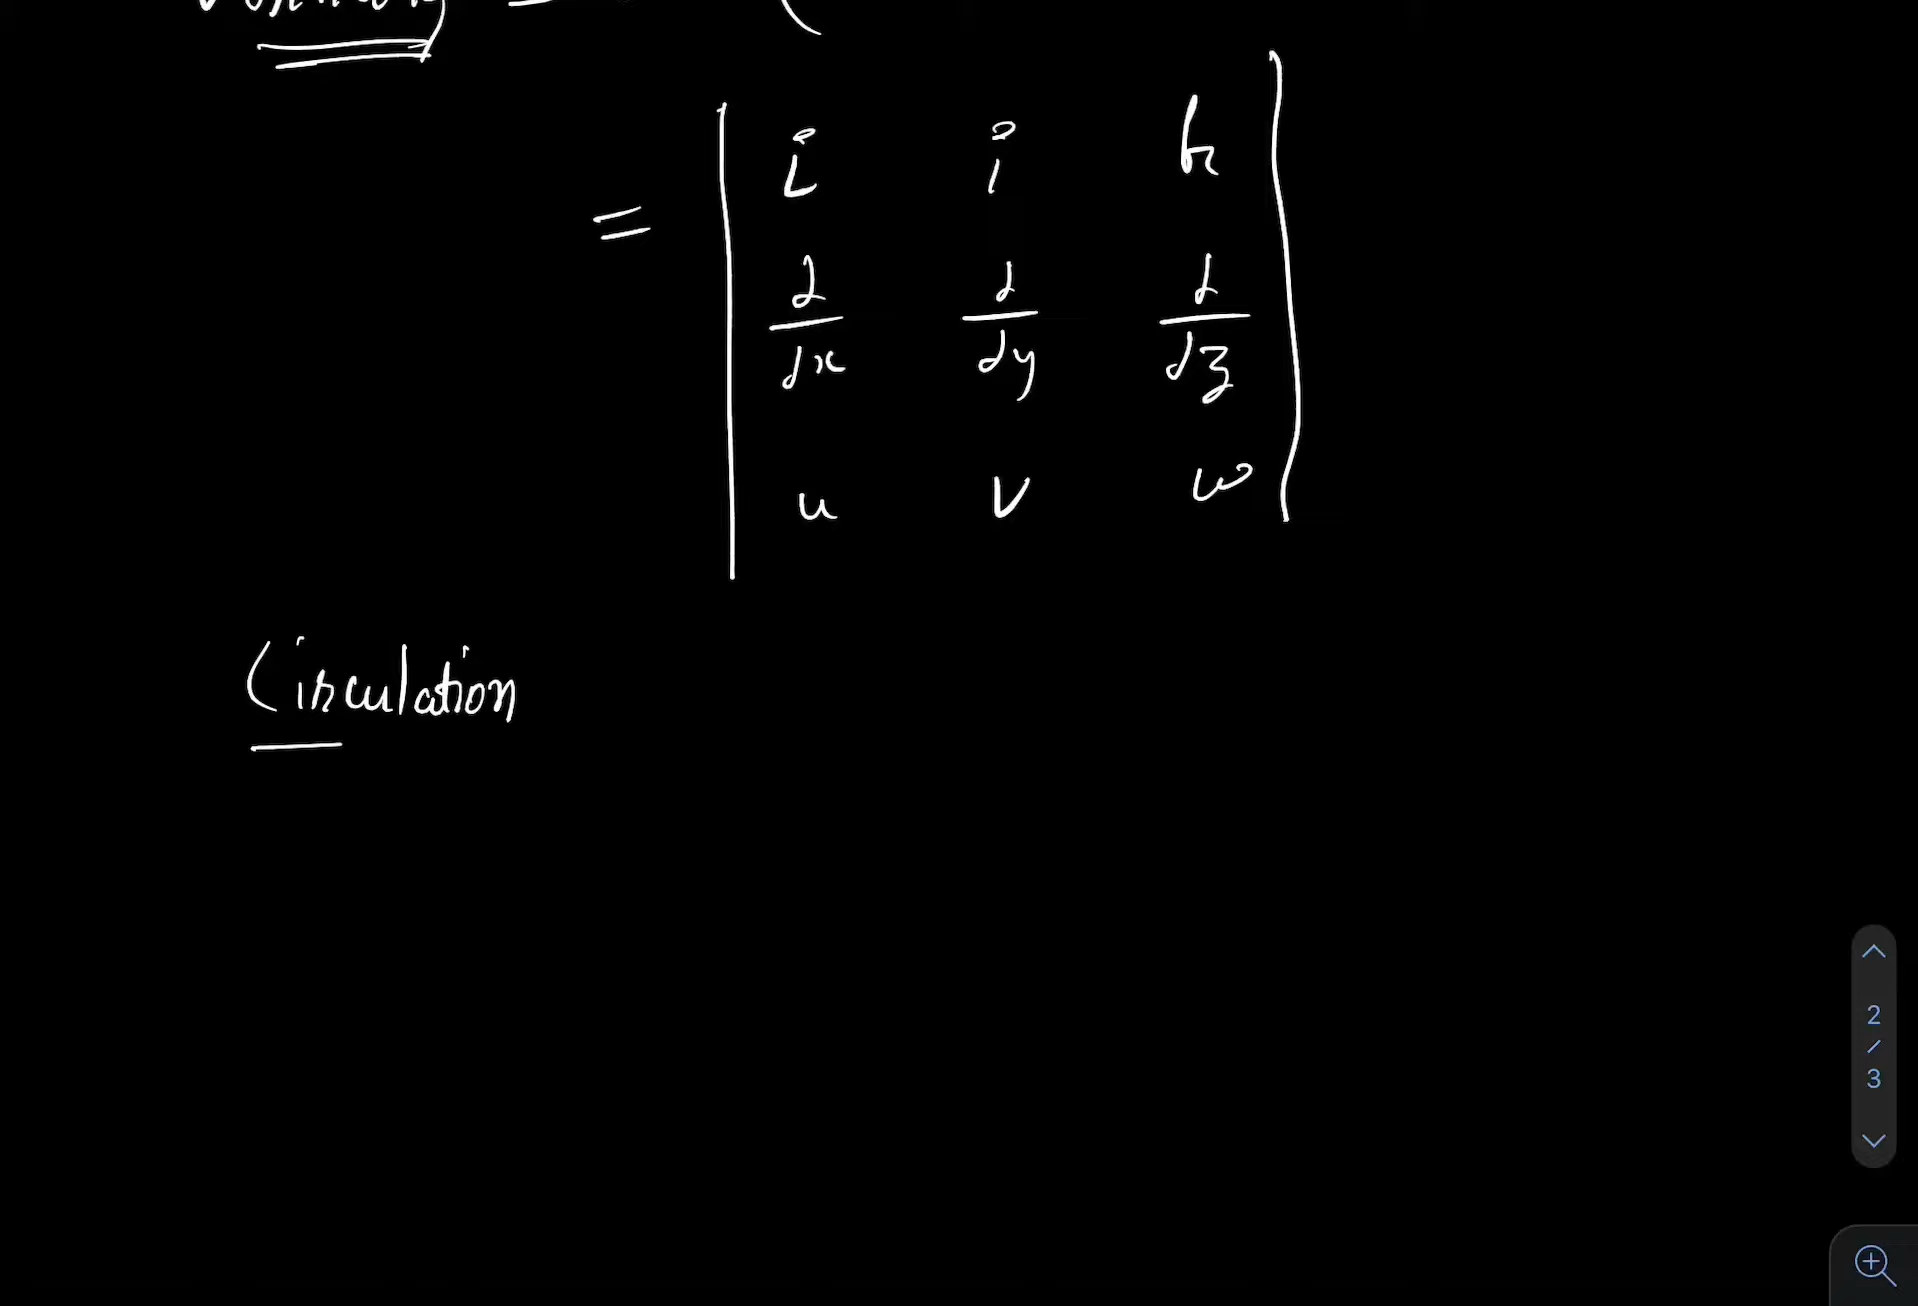 = | i j k |
∂/∂x ∂/∂y ∂/∂z
u v w
Circulation
2
/
3